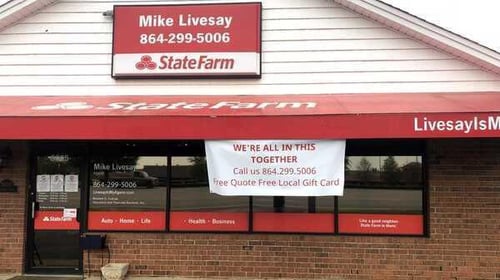 Mike Livesay
864-299-5006
StateFarm
StateFarm
LivesayIsM
WE'RE ALL IN THIS
TOGETHER
Call us 864.299.5006
Free Quote Free Local Gift Card
Mike Livesay
864-299-5006
Auto · Home · Life
· Health · Business
Like a good neighbor
State Farm is there.